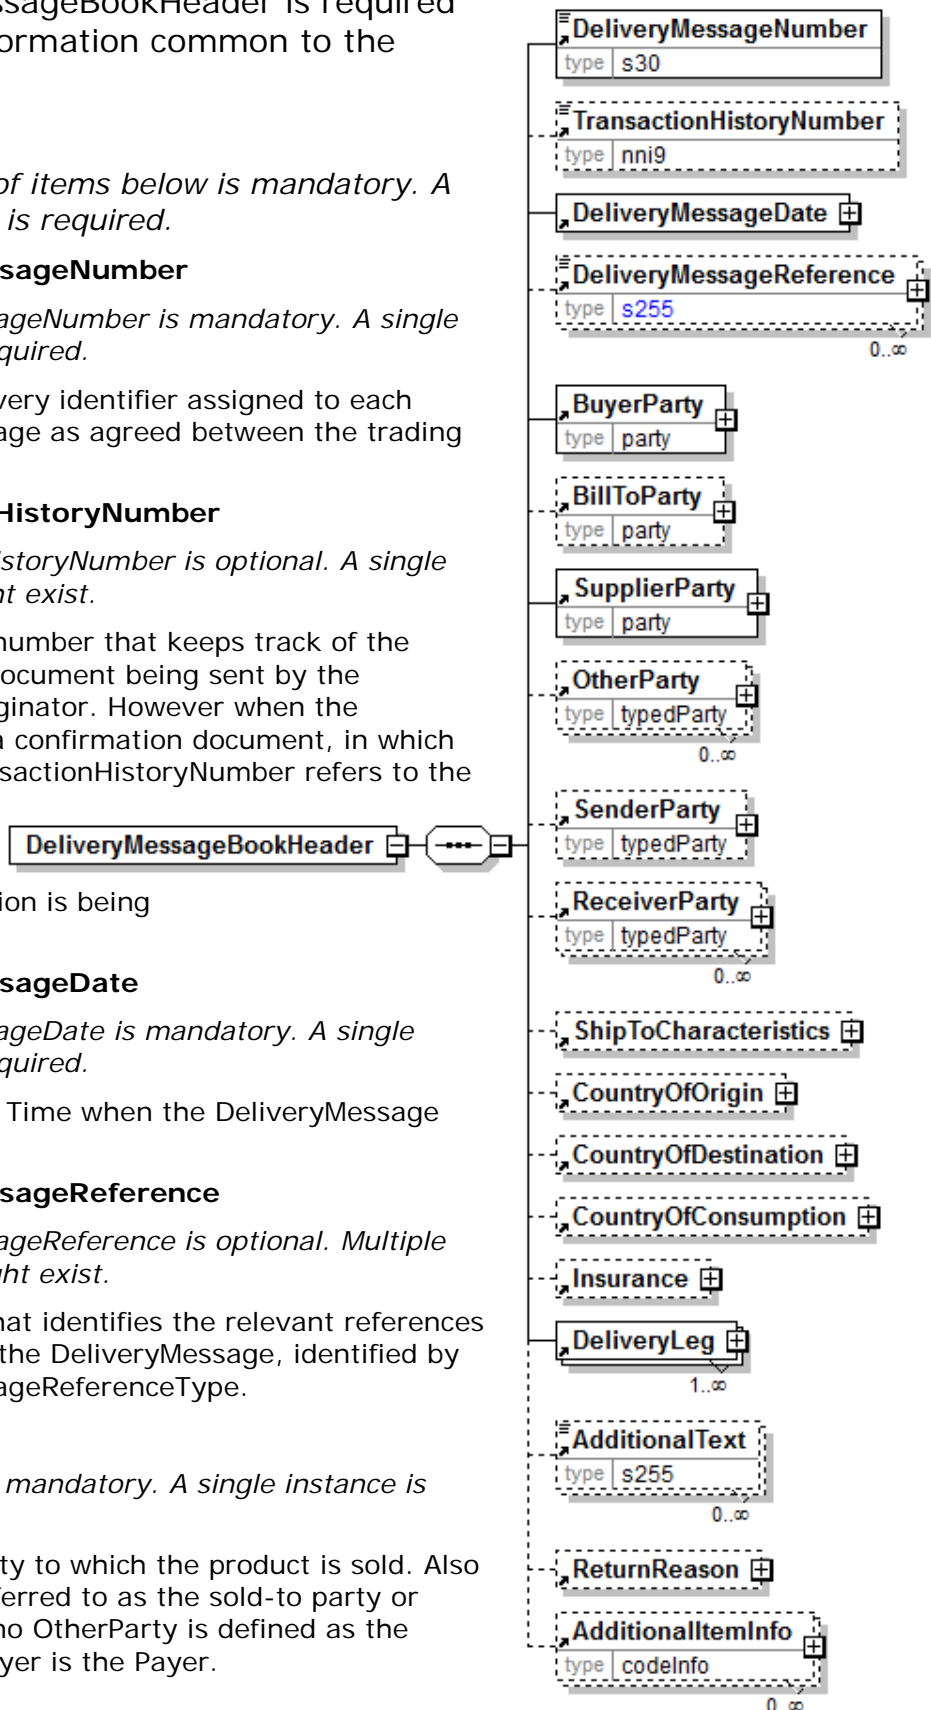 ssageBookHeader is required
ormation common to the
of items below is mandatory. A
is required.
ssageNumber
ageNumber is mandatory. A single
quired.
very identifier assigned to each
age as agreed between the trading
HistoryNumber
istoryNumber is optional. A single
nt exist.
number that keeps track of the
ocument being sent by the
ginator. However when the
a confirmation document, in which
nsactionHistoryNumber refers to the
DeliveryMessageBookHeader
tion is being
ssageDate
ageDate is mandatory. A single
quired.
Time when the DeliveryMessage
ssageReference
ageReference is optional. Multiple
ght exist.
hat identifies the relevant references
the DeliveryMessage, identified by
ageReferenceType.
mandatory. A single instance is
ty to which the product is sold. Also
ferred to as the sold-to party or
no OtherParty is defined as the
yer is the Payer.
DeliveryMessageNumber
type s30
TransactionHistoryNumber
type nni9
DeliveryMessageDate
DeliveryMessageReference
type s255
0..∞
BuyerParty
type party
BillToParty
type party
SupplierParty
type party
OtherParty
type typedParty
0..∞
SenderParty
type typedParty
ReceiverParty
type typedParty
0..∞
ShipToCharacteristics
CountryOfOrigin
CountryOfDestination
CountryOfConsumption
Insurance
DeliveryLeg
1..∞
AdditionalText
type s255
0..∞
ReturnReason
AdditionalItemInfo
type codeInfo
0..∞